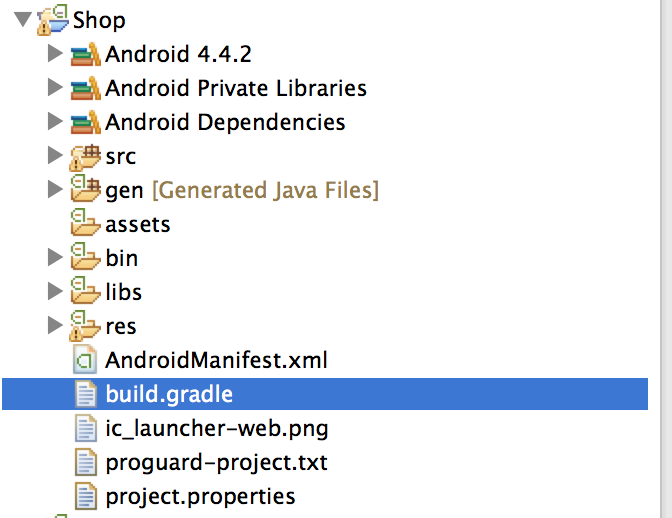 Shop
Android 4.4.2
Android Private Libraries
Android Dependencies
src
gen [Generated Java Files]
assets
bin
libs
res
AndroidManifest.xml
build.gradle
ic_launcher-web.png
proguard-project.txt
project.properties